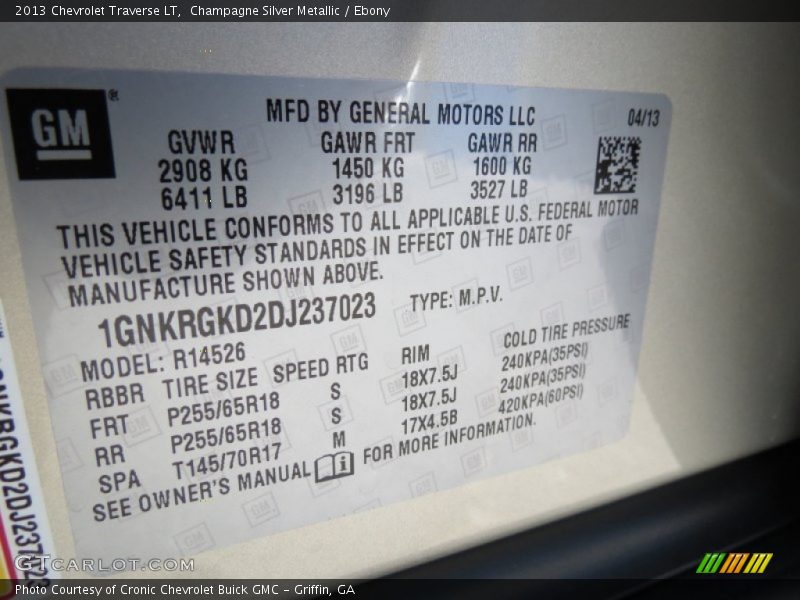 2013 Chevrolet Traverse LT, Champagne Silver Metallic / Ebony
GM®
MFD BY GENERAL MOTORS LLC
04/13
GVWR GAWR FRT GAWR RR
2908 KG 1450 KG 1600 KG
6411 LB 3196 LB 3527 LB
THIS VEHICLE CONFORMS TO ALL APPLICABLE U.S. FEDERAL MOTOR
VEHICLE SAFETY STANDARDS IN EFFECT ON THE DATE OF
MANUFACTURE SHOWN ABOVE.
1GNKRGKD2DJ237023 TYPE: M.P.V.
MODEL: R14526
RBBR TIRE SIZE SPEED RTG RIM COLD TIRE PRESSURE
FRT P255/65R18 S 18X7.5J 240KPA(35PSI)
RR P255/65R18 S 18X7.5J 240KPA(35PSI)
SPA T145/70R17 M 17X4.5B 420KPA(60PSI)
SEE OWNER'S MANUAL FOR MORE INFORMATION.
GTCARLOT.COM
Photo Courtesy of Cronic Chevrolet Buick GMC – Griffin, GA